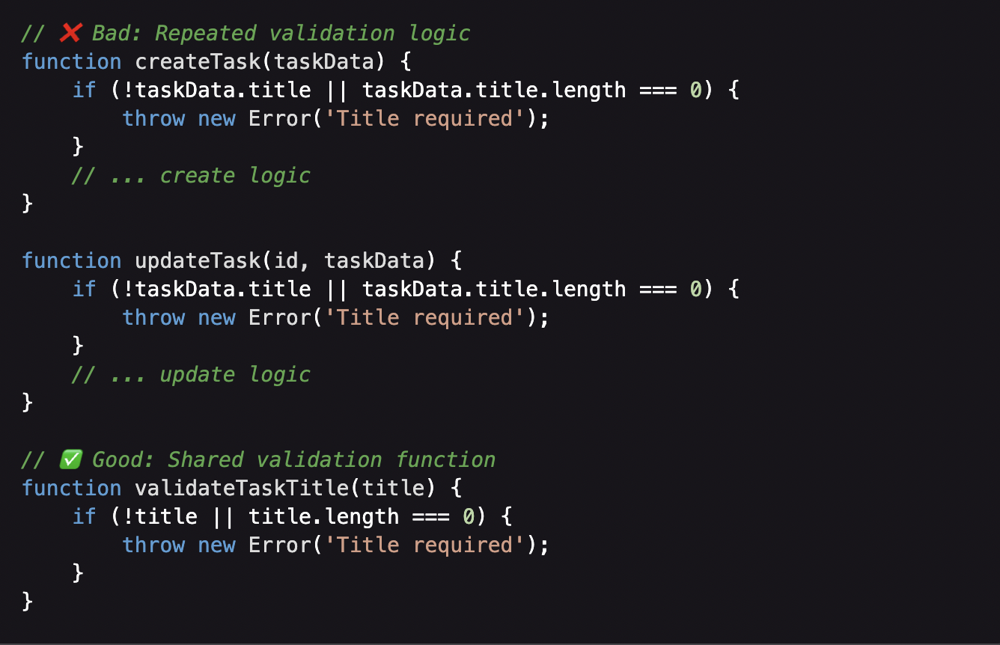 // ❌ Bad: Repeated validation logic
function createTask(taskData) {
    if (!taskData.title || taskData.title.length === 0) {
        throw new Error('Title required');
    }
    // ... create logic
}

function updateTask(id, taskData) {
    if (!taskData.title || taskData.title.length === 0) {
        throw new Error('Title required');
    }
    // ... update logic
}

// ✅ Good: Shared validation function
function validateTaskTitle(title) {
    if (!title || title.length === 0) {
        throw new Error('Title required');
    }
}